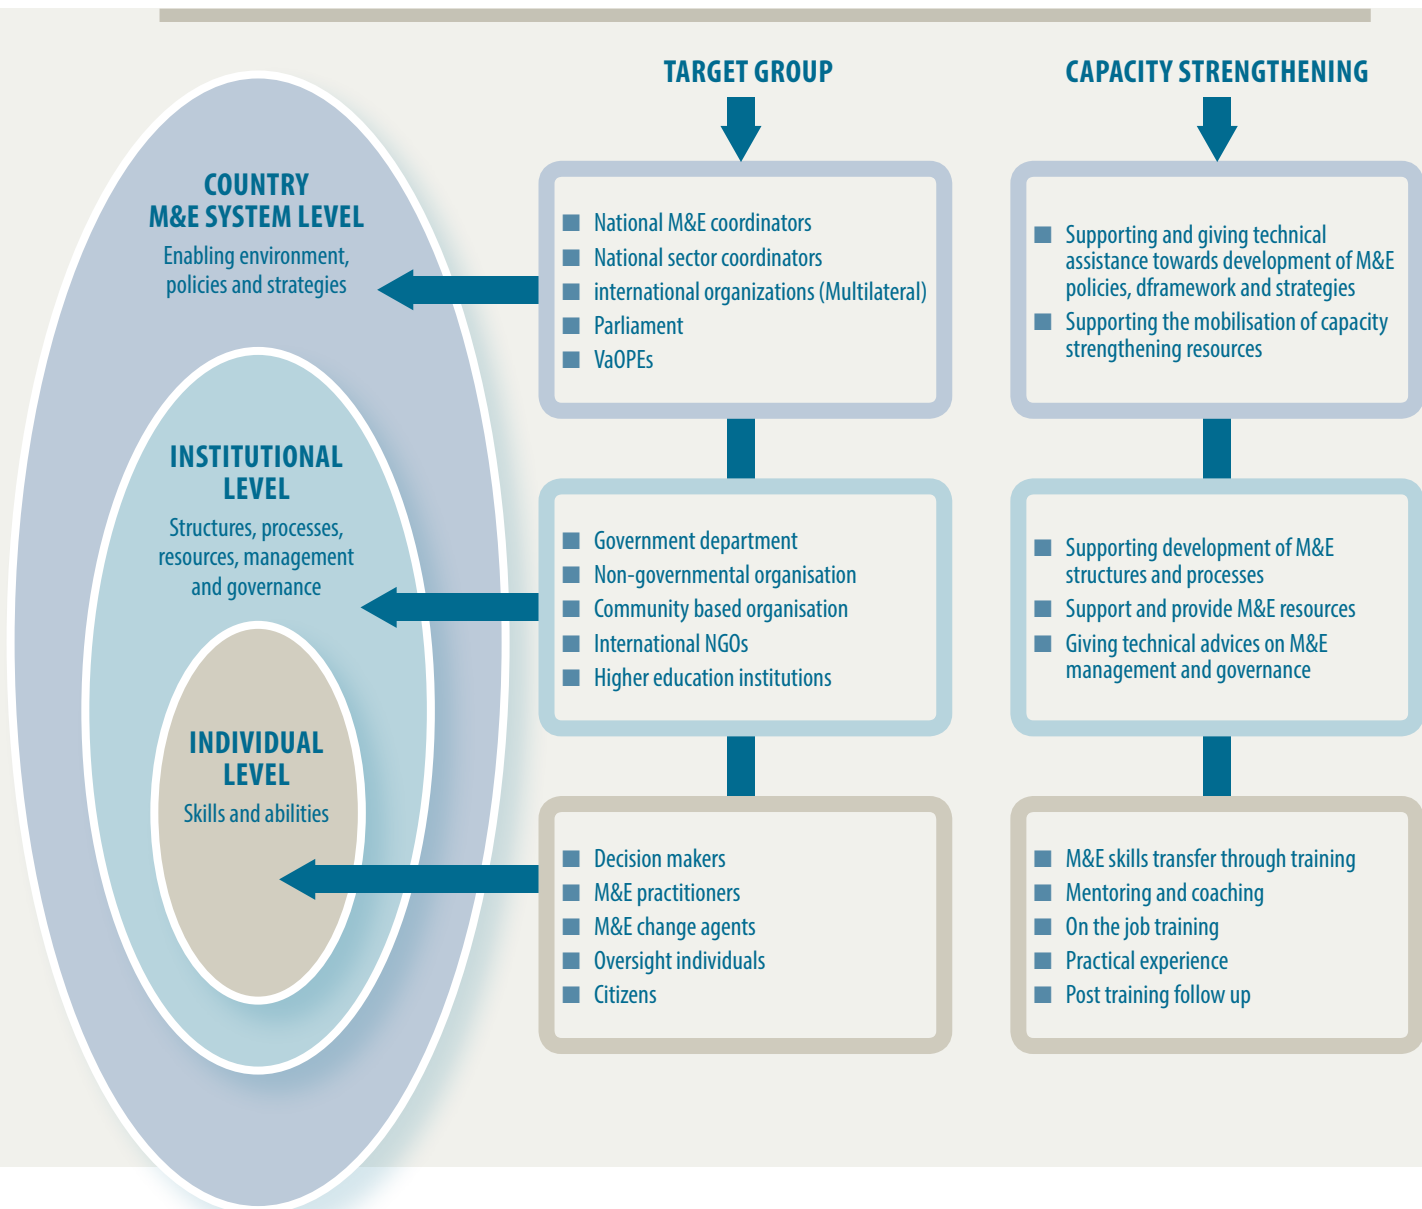 TARGET GROUP
CAPACITY STRENGTHENING
COUNTRY
M&E SYSTEM LEVEL
Enabling environment,
policies and strategies
National M&E coordinators
National sector coordinators
international organizations (Multilateral)
Parliament
VaOPEs
Supporting and giving technical
assistance towards development of M&E
policies, dframework and strategies
Supporting the mobilisation of capacity
strengthening resources
INSTITUTIONAL
LEVEL
Structures, processes,
resources, management
and governance
Government department
Non-governmental organisation
Community based organisation
International NGOs
Higher education institutions
Supporting development of M&E
structures and processes
Support and provide M&E resources
Giving technical advices on M&E
management and governance
INDIVIDUAL
LEVEL
Skills and abilities
Decision makers
M&E practitioners
M&E change agents
Oversight individuals
Citizens
M&E skills transfer through training
Mentoring and coaching
On the job training
Practical experience
Post training follow up